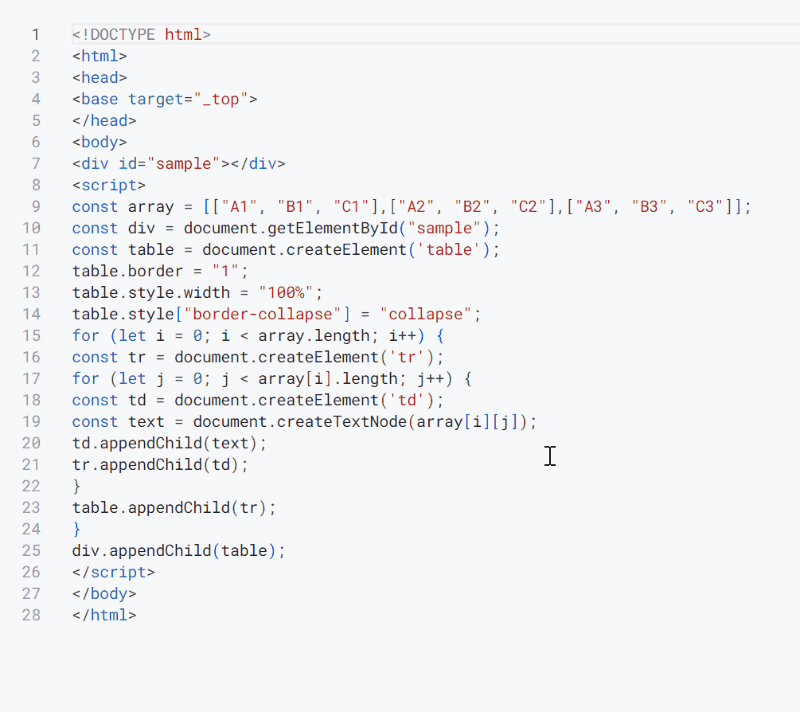 1 <!DOCTYPE html>
2 <html>
3 <head>
4 <base target="_top">
5 </head>
6 <body>
7 <div id="sample"></div>
8 <script>
9 const array = [["A1", "B1", "C1"],["A2", "B2", "C2"],["A3", "B3", "C3"]];
10 const div = document.getElementById("sample");
11 const table = document.createElement('table');
12 table.border = "1";
13 table.style.width = "100%";
14 table.style["border-collapse"] = "collapse";
15 for (let i = 0; i < array.length; i++) {
16 const tr = document.createElement('tr');
17 for (let j = 0; j < array[i].length; j++) {
18 const td = document.createElement('td');
19 const text = document.createTextNode(array[i][j]);
20 td.appendChild(text);
21 tr.appendChild(td);
22 }
23 table.appendChild(tr);
24 }
25 div.appendChild(table);
26 </script>
27 </body>
28 </html>